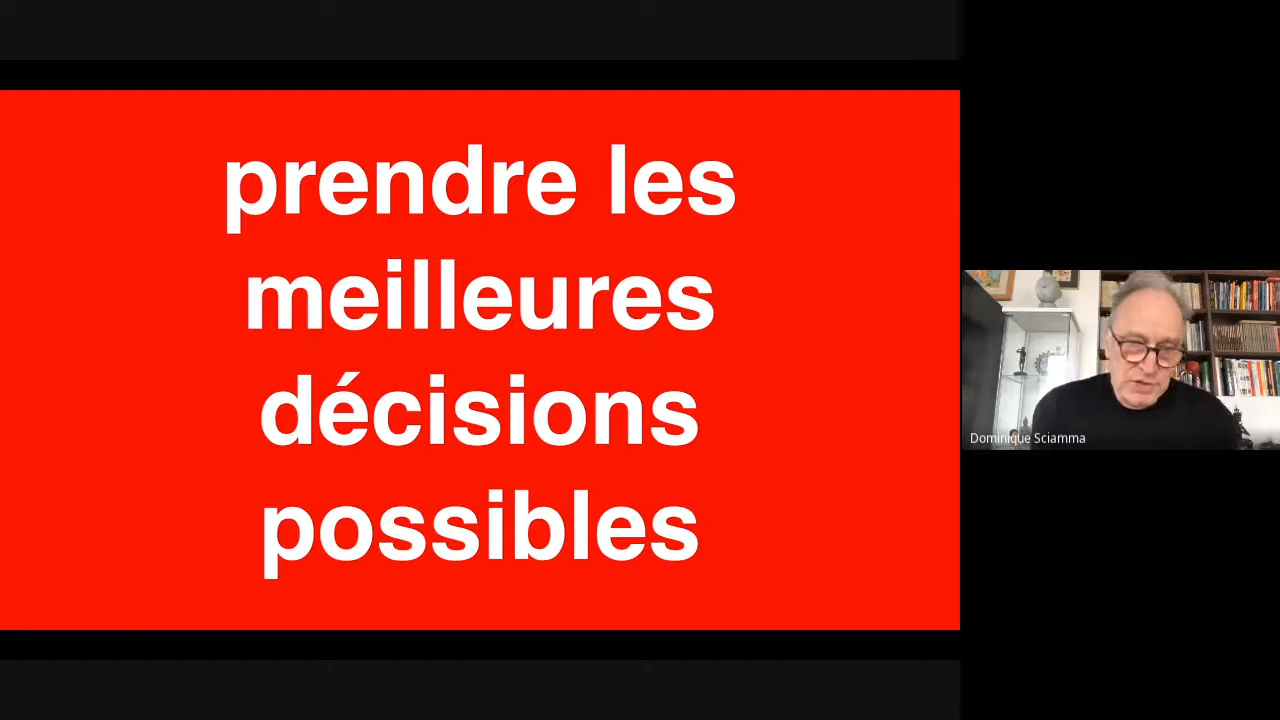 prendre les
meilleures
décisions
possibles
Dominique Sciamma